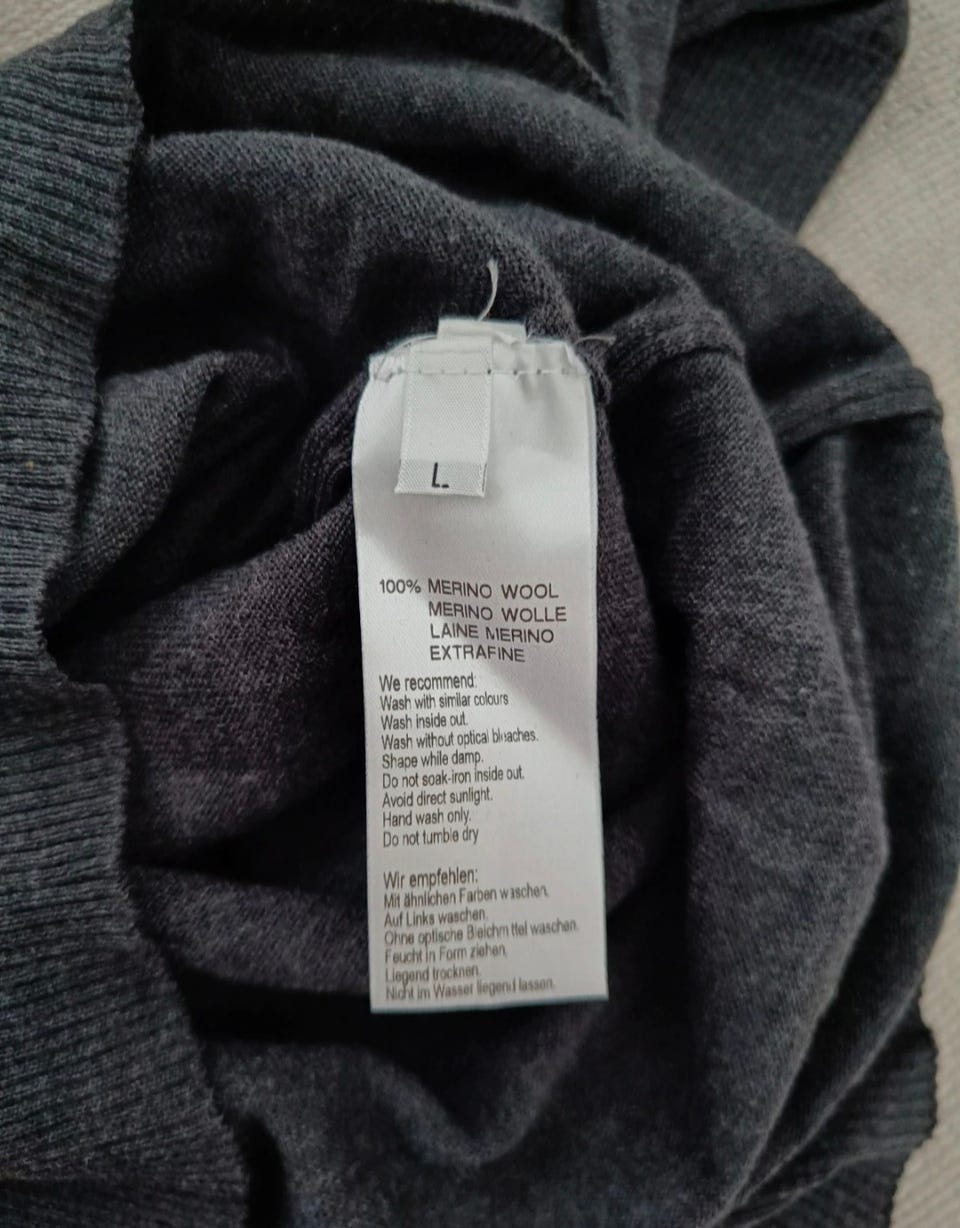 L.
100% MERINO WOOL
MERINO WOLLE
LAINE MERINO
EXTRAFINE
We recommend:
Wash with similar colours
Wash inside out.
Wash without optical bleaches.
Shape while damp.
Do not soak-iron inside out.
Avoid direct sunlight.
Hand wash only.
Do not tumble dry
Wir empfehlen:
Mit ähnlichen Farben waschen.
Auf Links waschen.
Ohne optische Bleichmittel waschen.
Feucht in Form ziehen.
Liegend trocknen.
Nicht im Wasser liegend lassen.